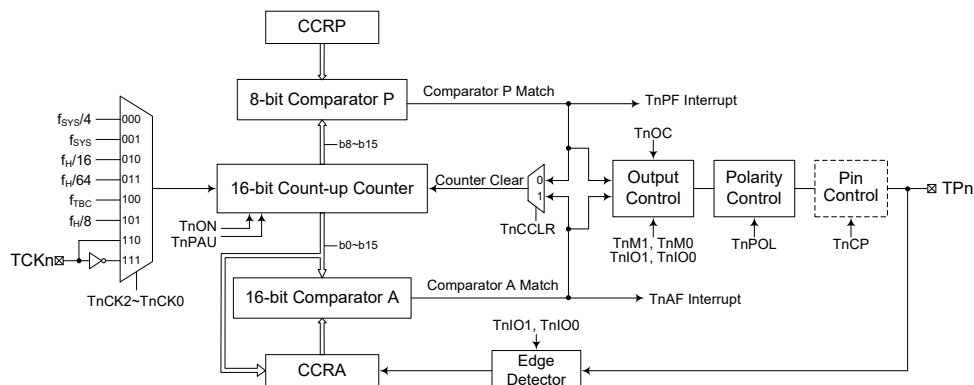 CCRP
8-bit Comparator P
Comparator P Match
TnPF Interrupt
fSYS/4
000
fSYS
001
fH/16
010
fH/64
011
fTBC
100
fH/8
101
110
111
TCKn
TnCK2~TnCK0
b8~b15
16-bit Count-up Counter
TnON
TnPAU
Counter Clear
0
1
TnCCLR
TnOC
Output
Control
TnM1, TnM0
TnIO1, TnIO0
Polarity
Control
TnPOL
Pin
Control
TnCP
TPn
b0~b15
16-bit Comparator A
Comparator A Match
TnAF Interrupt
TnIO1, TnIO0
CCRA
Edge
Detector